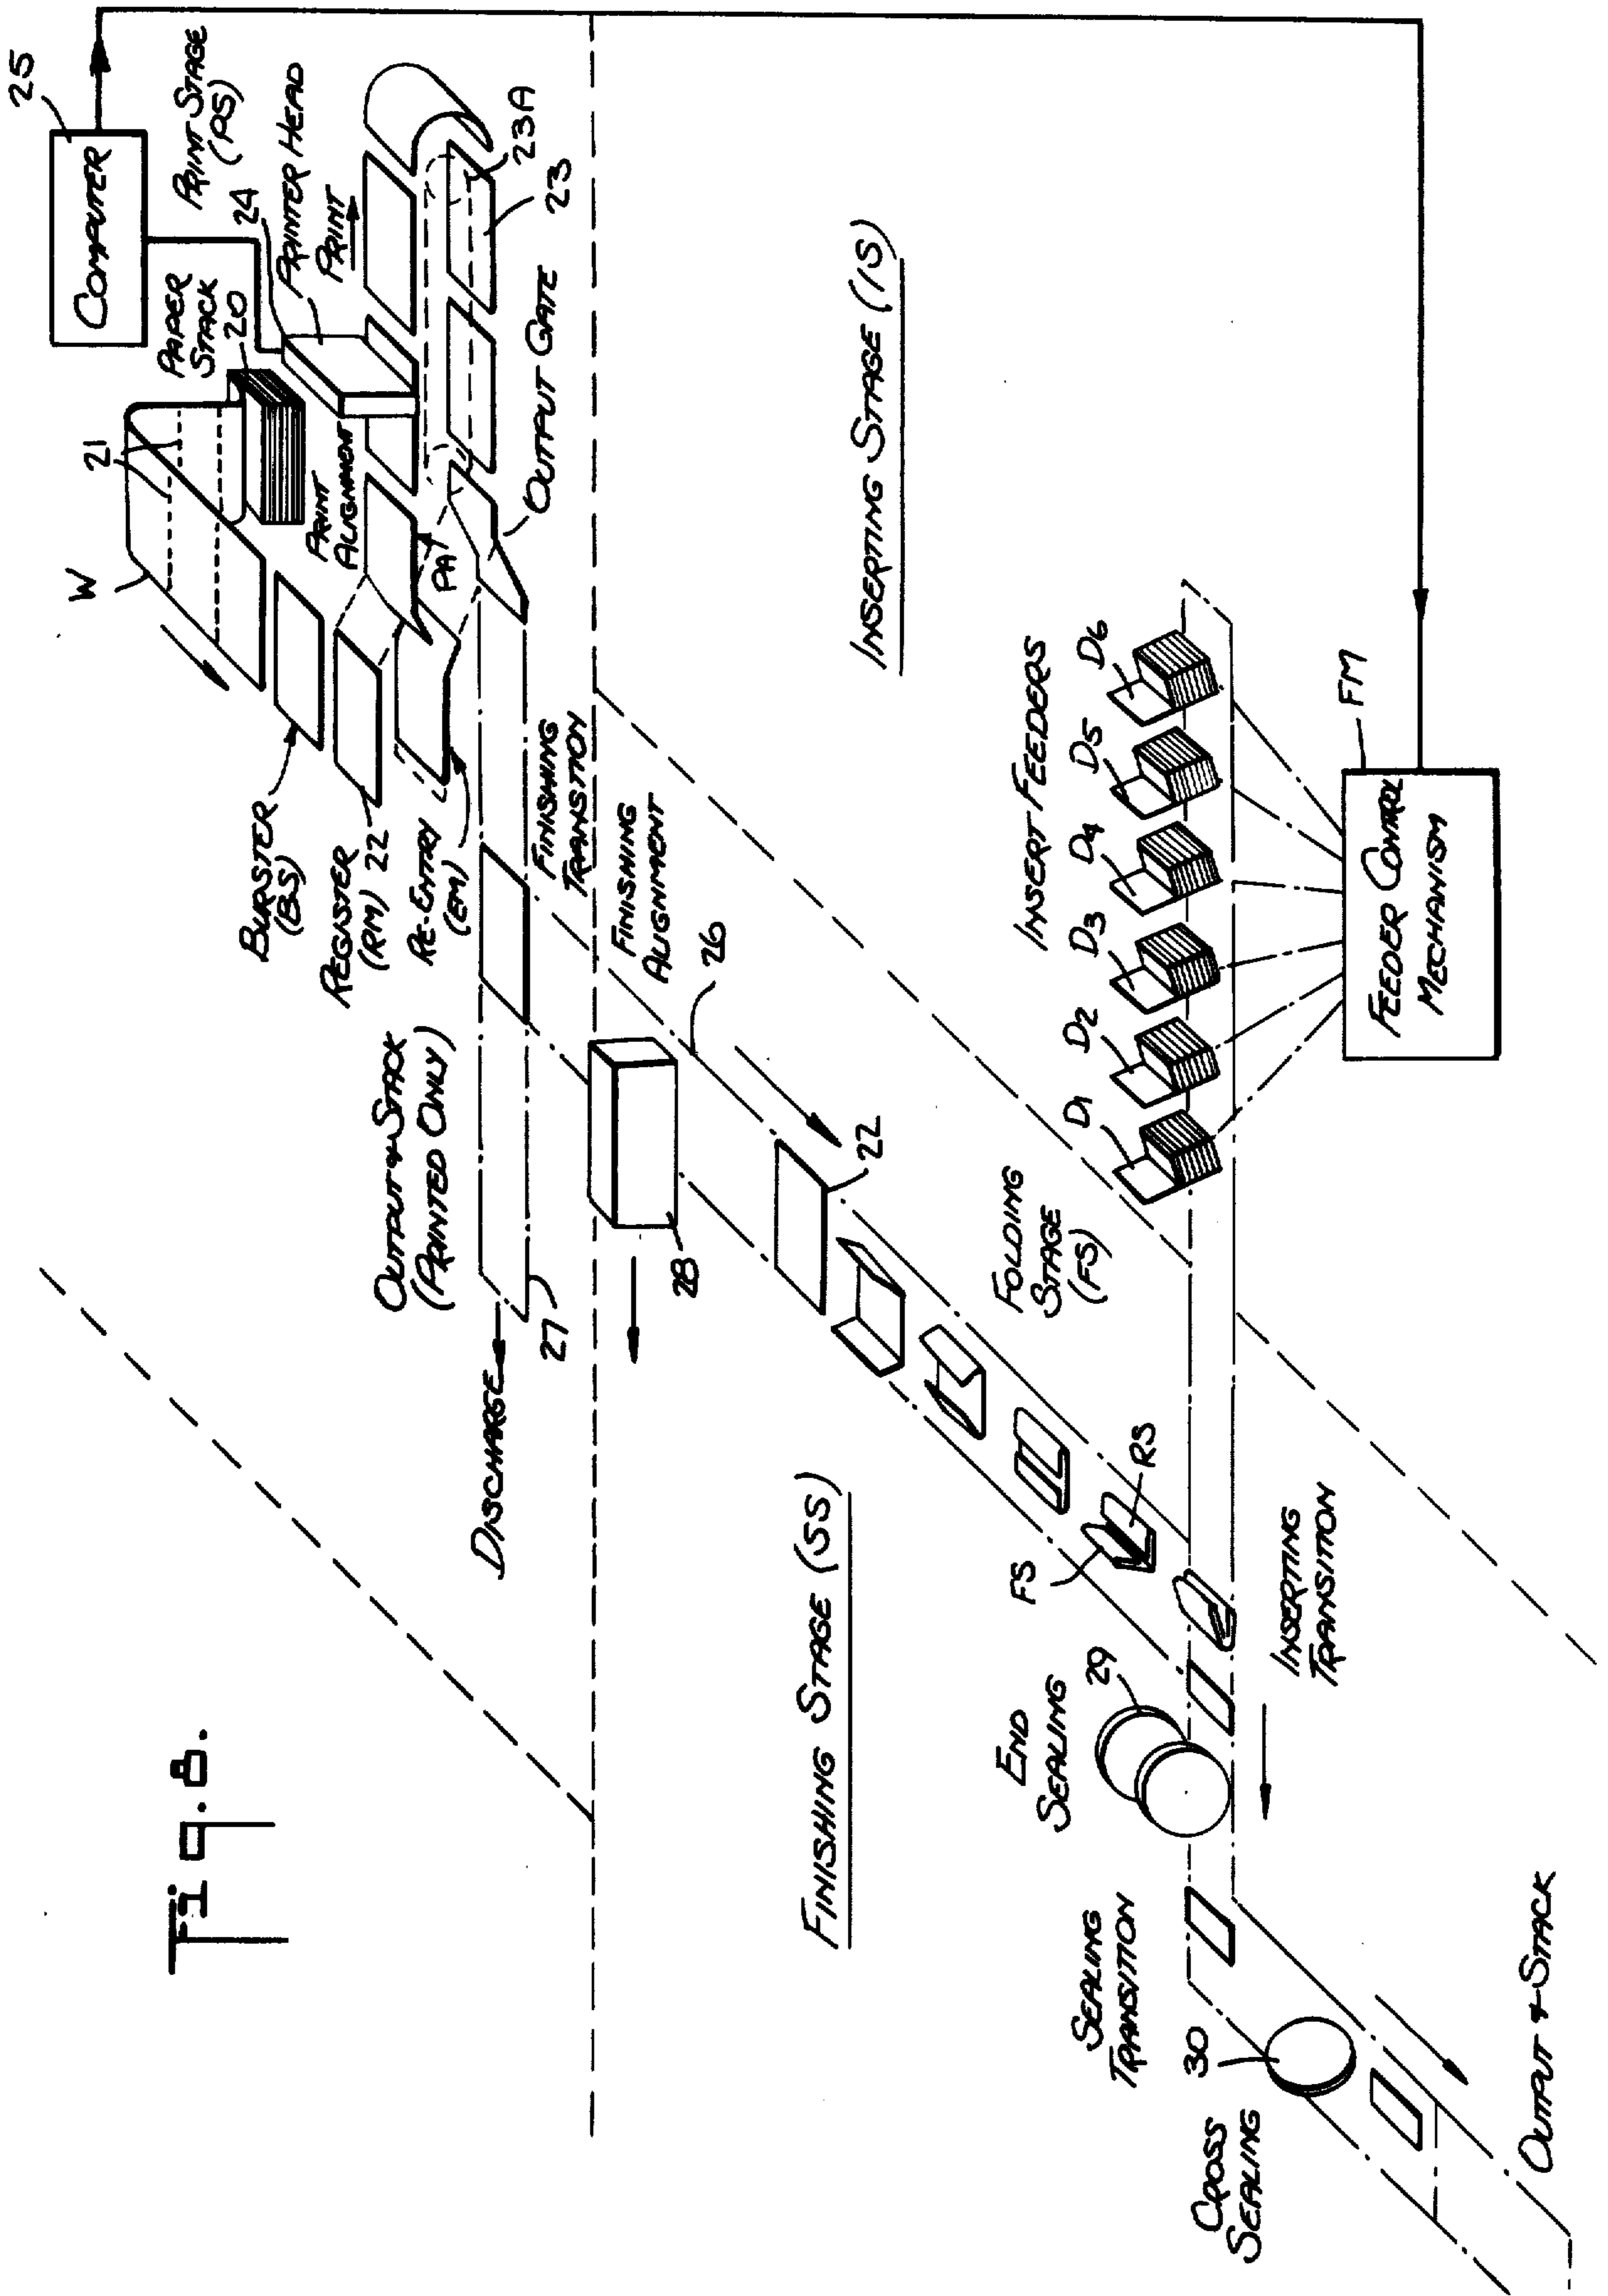 Fig. 8.
25
COMPUTER
PRINT STAGE
(PS)
24
PRINTER HEAD
PRINT
PAPER
STACK
20
21
W
PRINT
ALIGNMENT
PA
23A
23
OUTPUT GATE
BURSTER
(BS)
REGISTER
(RM) 22
RE-ENTRY
(EM)
FINISHING
TRANSITION
FINISHING
ALIGNMENT
26
OUTPUT & STACK
(PRINTED ONLY)
DISCHARGE
27
28
22
FINISHING STAGE (SS)
INSERTING STAGE (IS)
INSERT FEEDERS
D1
D2
D3
D4
D5
D6
FM
FEEDER CONTROL
MECHANISM
FOLDING
STAGE
(FS)
FS
RS
INSERTING
TRANSITION
END
SEALING
29
SEALING
TRANSITION
30
CROSS
SEALING
OUTPUT & STACK